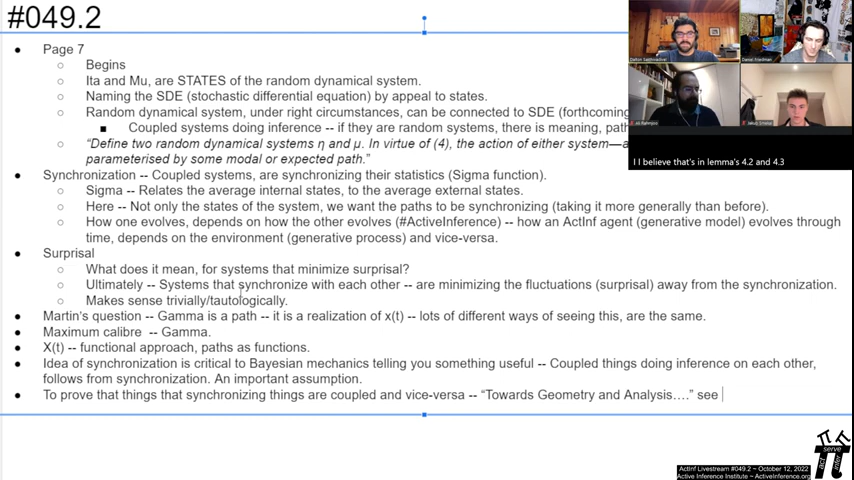 #049.2
● Page 7
○ Begins
○ Ita and Mu, are STATES of the random dynamical system.
○ Naming the SDE (stochastic differential equation) by appeal to states.
○ Random dynamical system, under right circumstances, can be connected to SDE (forthcoming
■ Coupled systems doing inference -- if they are random systems, there is meaning, path
○ “Define two random dynamical systems η and μ. In virtue of (4), the action of either system—a
parameterised by some modal or expected path.”
● Synchronization -- Coupled systems, are synchronizing their statistics (Sigma function).
○ Sigma -- Relates the average internal states, to the average external states.
○ Here -- Not only the states of the system, we want the paths to be synchronizing (taking it more generally than before).
○ How one evolves, depends on how the other evolves (#ActiveInference) -- how an ActInf agent (generative model) evolves through
time, depends on the environment (generative process) and vice-versa.
● Surprisal
○ What does it mean, for systems that minimize surprisal?
○ Ultimately -- Systems that synchronize with each other -- are minimizing the fluctuations (surprisal) away from the synchronization.
○ Makes sense trivially/tautologically.
● Martin's question -- Gamma is a path -- it is a realization of x(t) -- lots of different ways of seeing this, are the same.
● Maximum calibre -- Gamma.
● X(t) -- functional approach, paths as functions.
● Idea of synchronization is critical to Bayesian mechanics telling you something useful -- Coupled things doing inference on each other,
follows from synchronization. An important assumption.
● To prove that things that synchronizing things are coupled and vice-versa -- “Towards Geometry and Analysis….” see
Daniel Friedman
I I believe that's in lemma's 4.2 and 4.3
act
serve
infer
ActInf Livestream #049.2 ~ October 12, 2022
Active Inference Institute ~ ActiveInference.org